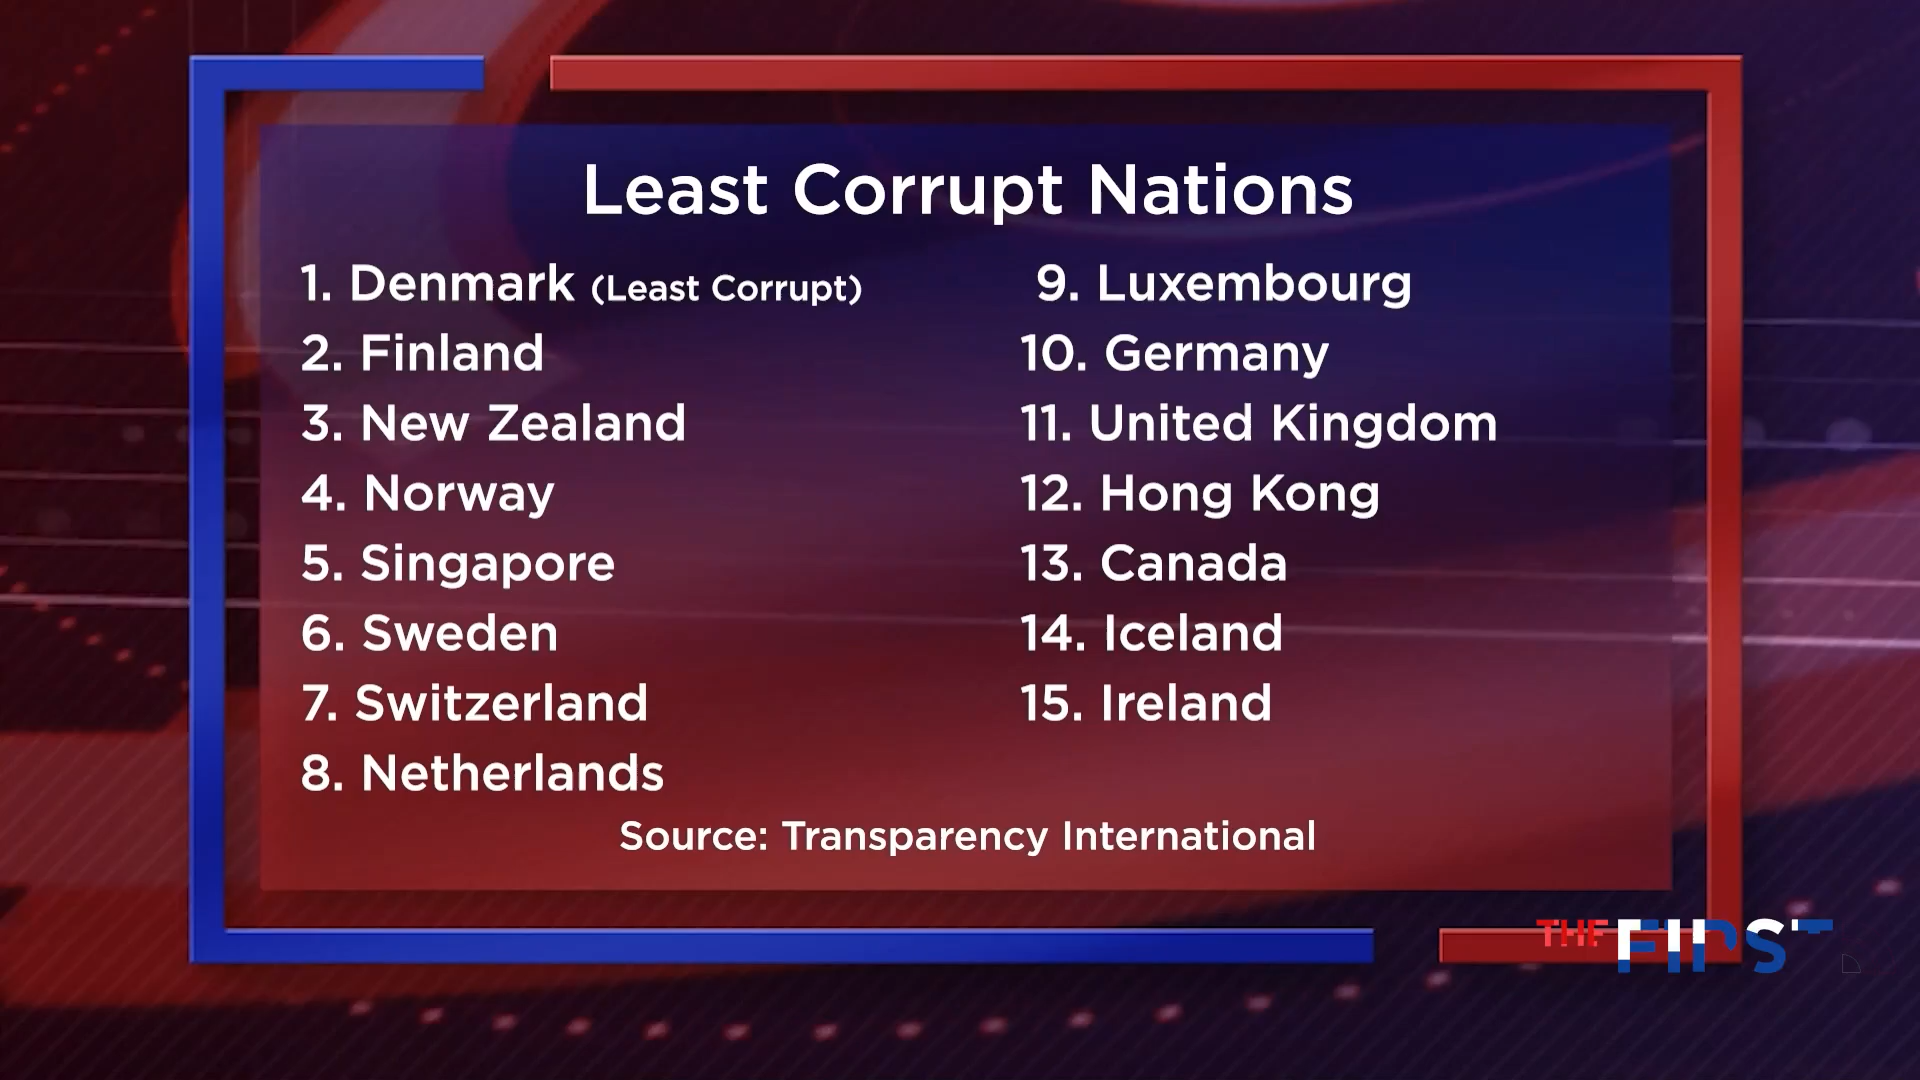 Least Corrupt Nations
1. Denmark (Least Corrupt)
2. Finland
3. New Zealand
4. Norway
5. Singapore
6. Sweden
7. Switzerland
8. Netherlands
9. Luxembourg
10. Germany
11. United Kingdom
12. Hong Kong
13. Canada
14. Iceland
15. Ireland
Source: Transparency International
THE FIRST